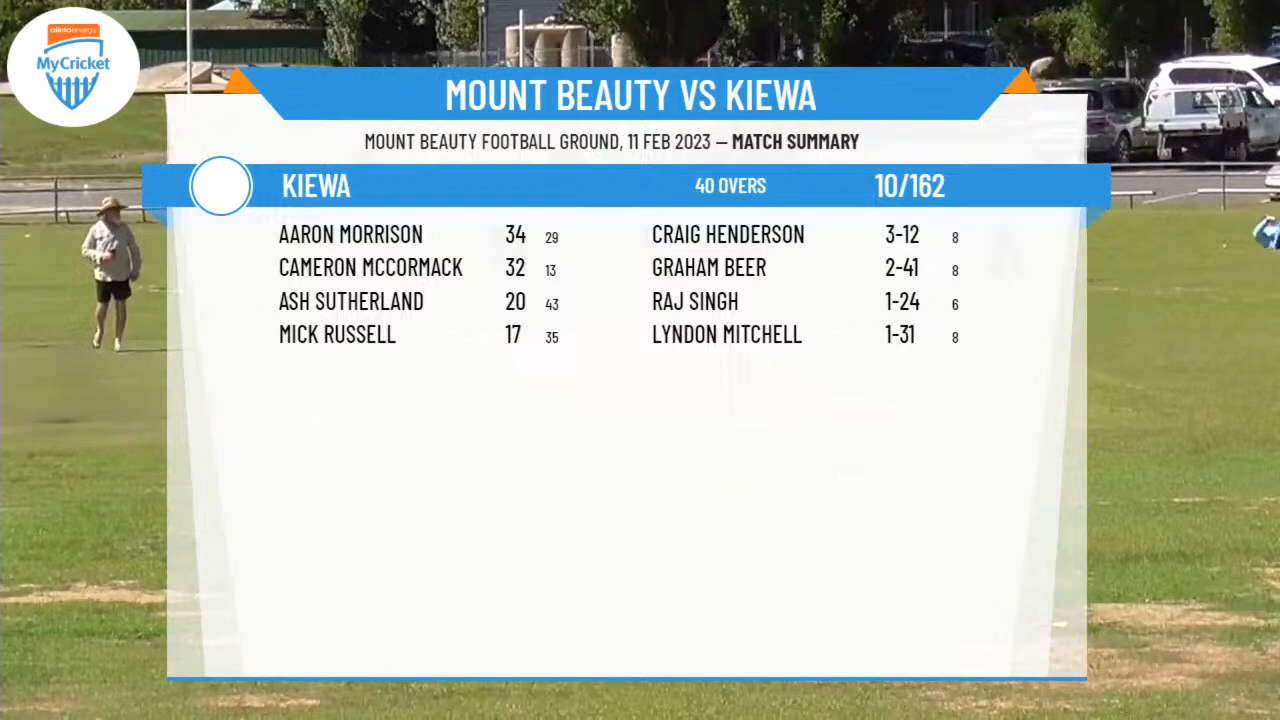 alintaenergy
MyCricket
MOUNT BEAUTY VS KIEWA
MOUNT BEAUTY FOOTBALL GROUND, 11 FEB 2023 – MATCH SUMMARY
KIEWA 40 OVERS 10/162
AARON MORRISON 34 29 CRAIG HENDERSON 3-12 8
CAMERON MCCORMACK 32 13 GRAHAM BEER 2-41 8
ASH SUTHERLAND 20 43 RAJ SINGH 1-24 6
MICK RUSSELL 17 35 LYNDON MITCHELL 1-31 8